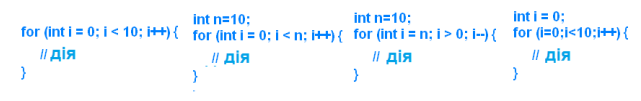 for (int i = 0; i < 10; i++) {
// дія
}
int n=10;
for (int i = 0; i < n; i++) {
// дія
}
int n=10;
for (int i = n; i > 0; i--) {
// дія
}
int i = 0;
for (i=0;i<10;i++) {
// дія
}